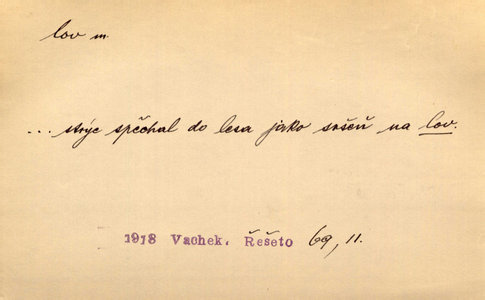 lov m.
... strýc spěchal do lesa jako sršeň na lov.
1918 Vachek, Řešeto 69, 11.